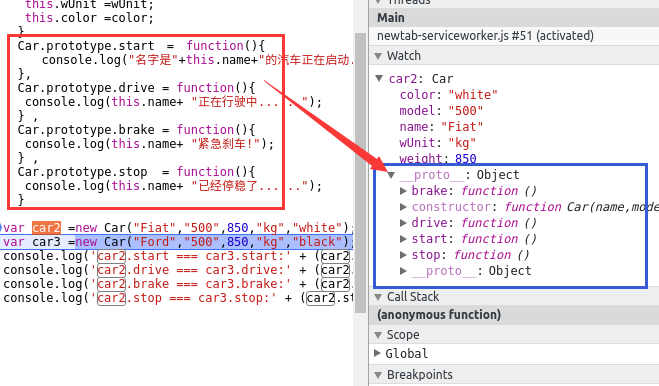 this.wUnit =wUnit;
this.color =color;
}
Car.prototype.start = function(){
console.log("名字是"+this.name+"的汽车正在启动.
},
Car.prototype.drive = function(){
console.log(this.name+ "正在行驶中......");
} ,
Car.prototype.brake = function(){
console.log(this.name+ "紧急刹车!");
} ,
Car.prototype.stop = function(){
console.log(this.name+ "已经停稳了......");
}
var car2 =new Car("Fiat","500",850,"kg","white");
var car3 =new Car("Ford","500",850,"kg","black");
console.log('car2.start === car3.start:' + (car2.
console.log('car2.drive === car3.drive:' + (car2.
console.log('car2.brake === car3.brake:' + (car2.
console.log('car2.stop === car3.stop:' + (car2.st
Threads
Main
newtab-serviceworker.js #51 (activated)
Watch
car2: Car
color: "white"
model: "500"
name: "Fiat"
wUnit: "kg"
weight: 850
__proto__: Object
brake: function ()
constructor: function Car(name,mode
drive: function ()
start: function ()
stop: function ()
__proto__: Object
Call Stack
(anonymous function)
Scope
Global
Breakpoints